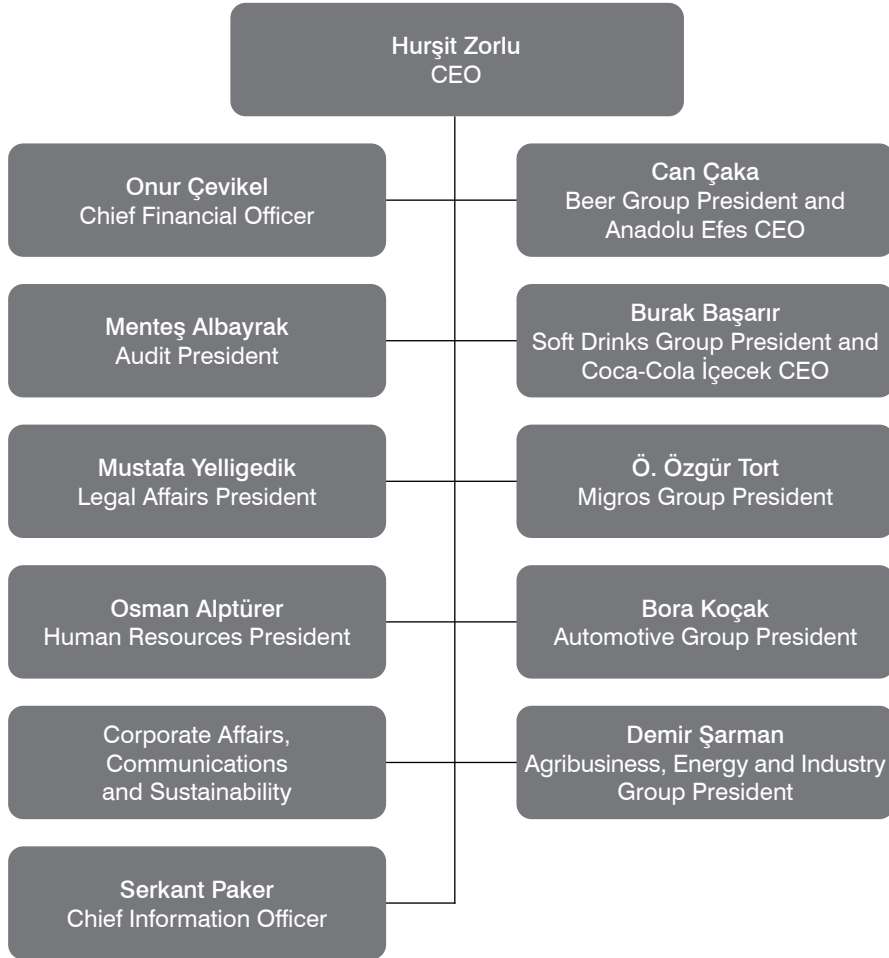 Hurşit Zorlu
CEO
Onur Çevikel
Chief Financial Officer
Can Çaka
Beer Group President and
Anadolu Efes CEO
Menteş Albayrak
Audit President
Burak Başarır
Soft Drinks Group President and
Coca-Cola İçecek CEO
Mustafa Yelligedik
Legal Affairs President
Ö. Özgür Tort
Migros Group President
Osman Alptürer
Human Resources President
Bora Koçak
Automotive Group President
Corporate Affairs,
Communications
and Sustainability
Demir Şarman
Agribusiness, Energy and Industry
Group President
Serkant Paker
Chief Information Officer